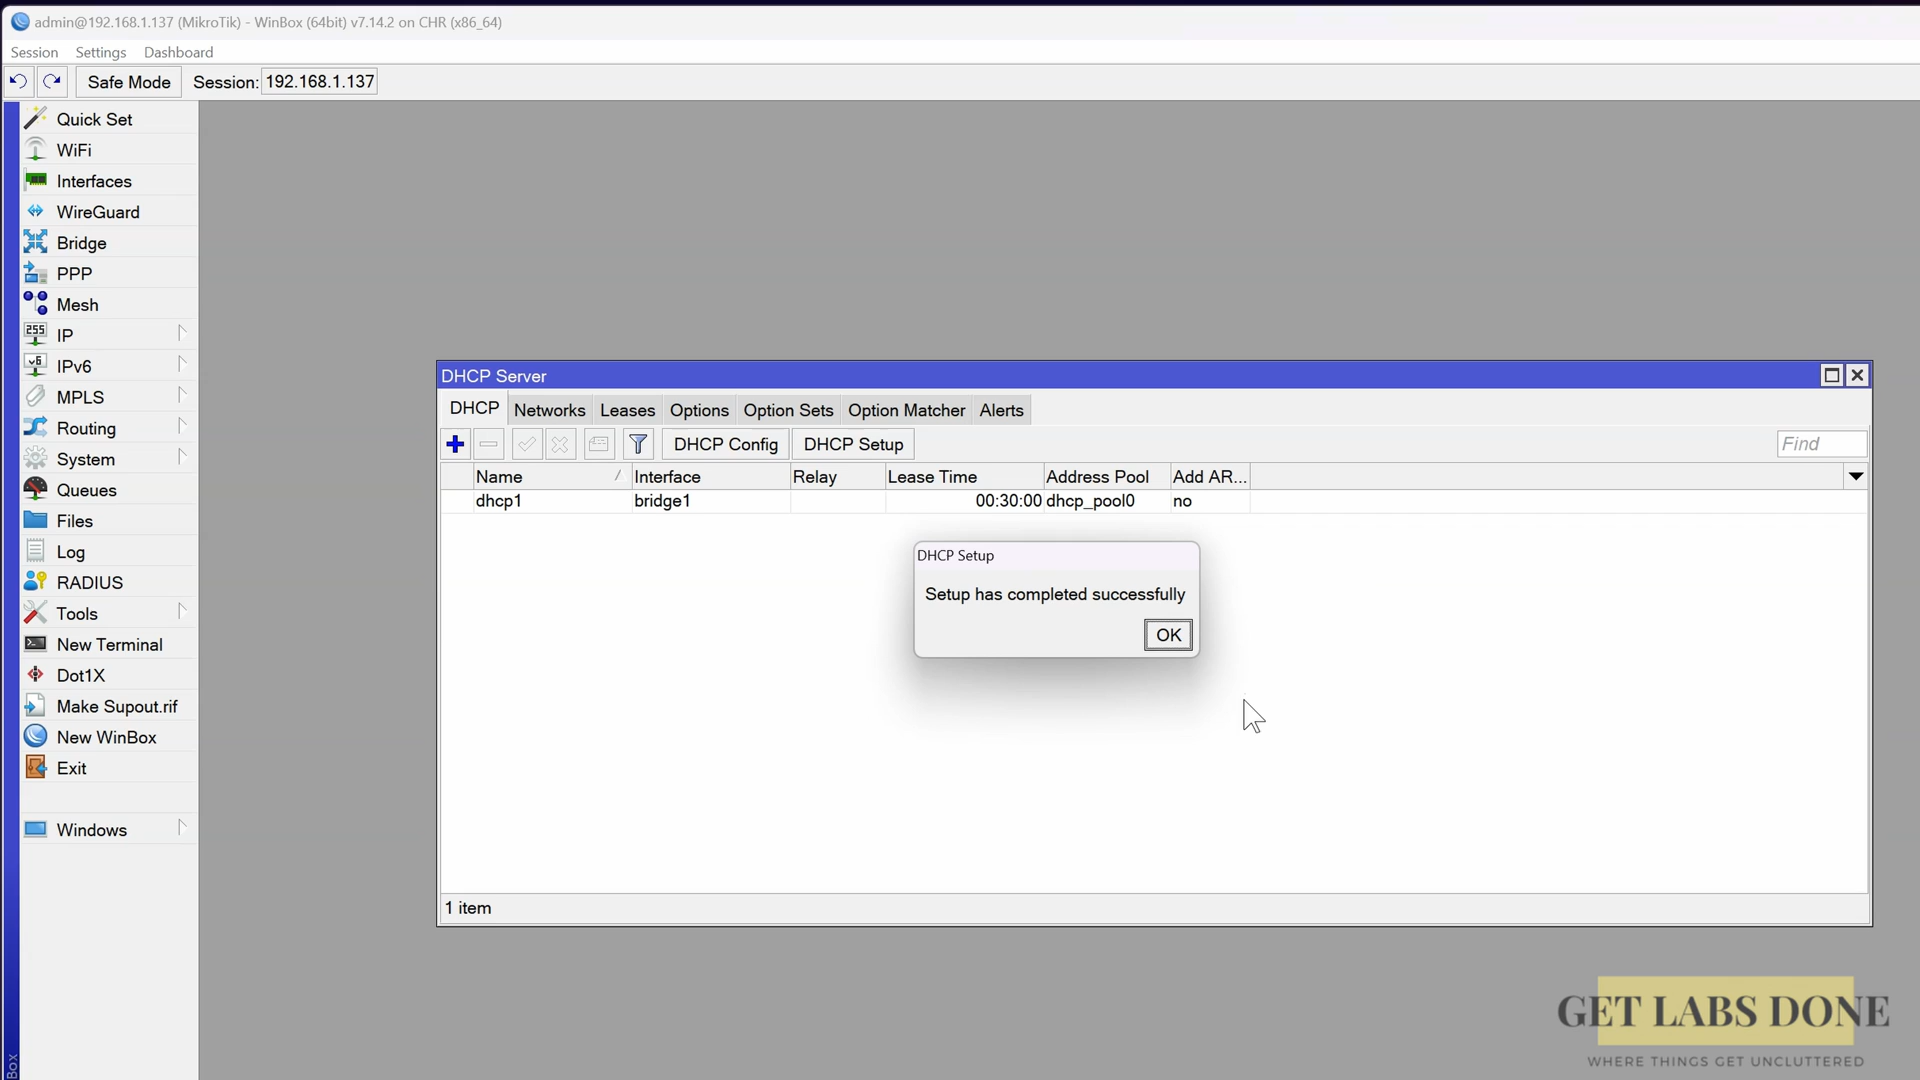 admin@192.168.1.137 (MikroTik) - WinBox (64bit) v7.14.2 on CHR (x86_64)
Session Settings Dashboard
Safe Mode Session: 192.168.1.137
Quick Set
WiFi
Interfaces
WireGuard
Bridge
PPP
Mesh
255 IP
v6 IPv6
MPLS
Routing
System
Queues
Files
Log
RADIUS
Tools
New Terminal
Dot1X
Make Supout.rif
New WinBox
Exit
Windows
Box
DHCP Server
DHCP Networks Leases Options Option Sets Option Matcher Alerts
DHCP Config DHCP Setup Find
Name Interface Relay Lease Time Address Pool Add AR...
dhcp1 bridge1 00:30:00 dhcp_pool0 no
DHCP Setup
Setup has completed successfully
OK
1 item
GET LABS DONE
WHERE THINGS GET UNCLUTTERED